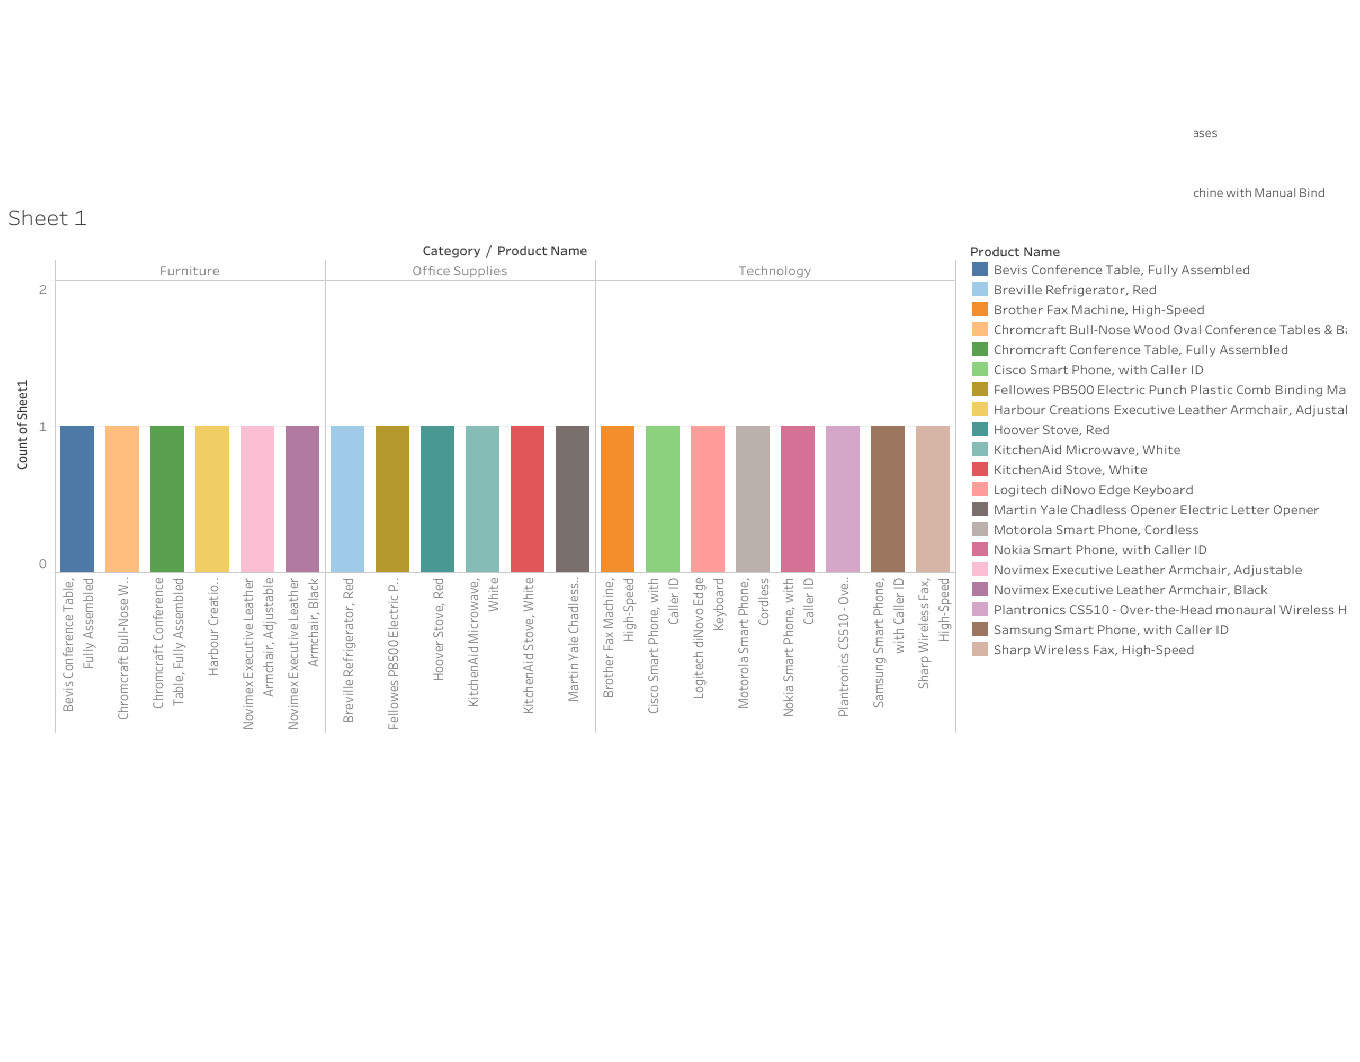 ases
chine with Manual Bind
Sheet 1
Category / Product Name
Furniture
Office Supplies
Technology
2
1
0
Count of Sheet1
Bevis Conference Table,
Fully Assembled
Chromcraft Bull-Nose W..
Chromcraft Conference
Table, Fully Assembled
Harbour Creatio..
Novimex Executive Leather
Armchair, Adjustable
Novimex Executive Leather
Armchair, Black
Breville Refrigerator, Red
Fellowes PB500 Electric P..
Hoover Stove, Red
KitchenAid Microwave,
White
KitchenAid Stove, White
Martin Yale Chadless..
Brother Fax Machine,
High-Speed
Cisco Smart Phone, with
Caller ID
Logitech diNovo Edge
Keyboard
Motorola Smart Phone,
Cordless
Nokia Smart Phone, with
Caller ID
Plantronics CS510 - Ove..
Samsung Smart Phone,
with Caller ID
Sharp Wireless Fax,
High-Speed
Product Name
Bevis Conference Table, Fully Assembled
Breville Refrigerator, Red
Brother Fax Machine, High-Speed
Chromcraft Bull-Nose Wood Oval Conference Tables & Ba
Chromcraft Conference Table, Fully Assembled
Cisco Smart Phone, with Caller ID
Fellowes PB500 Electric Punch Plastic Comb Binding Ma
Harbour Creations Executive Leather Armchair, Adjustal
Hoover Stove, Red
KitchenAid Microwave, White
KitchenAid Stove, White
Logitech diNovo Edge Keyboard
Martin Yale Chadless Opener Electric Letter Opener
Motorola Smart Phone, Cordless
Nokia Smart Phone, with Caller ID
Novimex Executive Leather Armchair, Adjustable
Novimex Executive Leather Armchair, Black
Plantronics CS510 - Over-the-Head monaural Wireless H
Samsung Smart Phone, with Caller ID
Sharp Wireless Fax, High-Speed